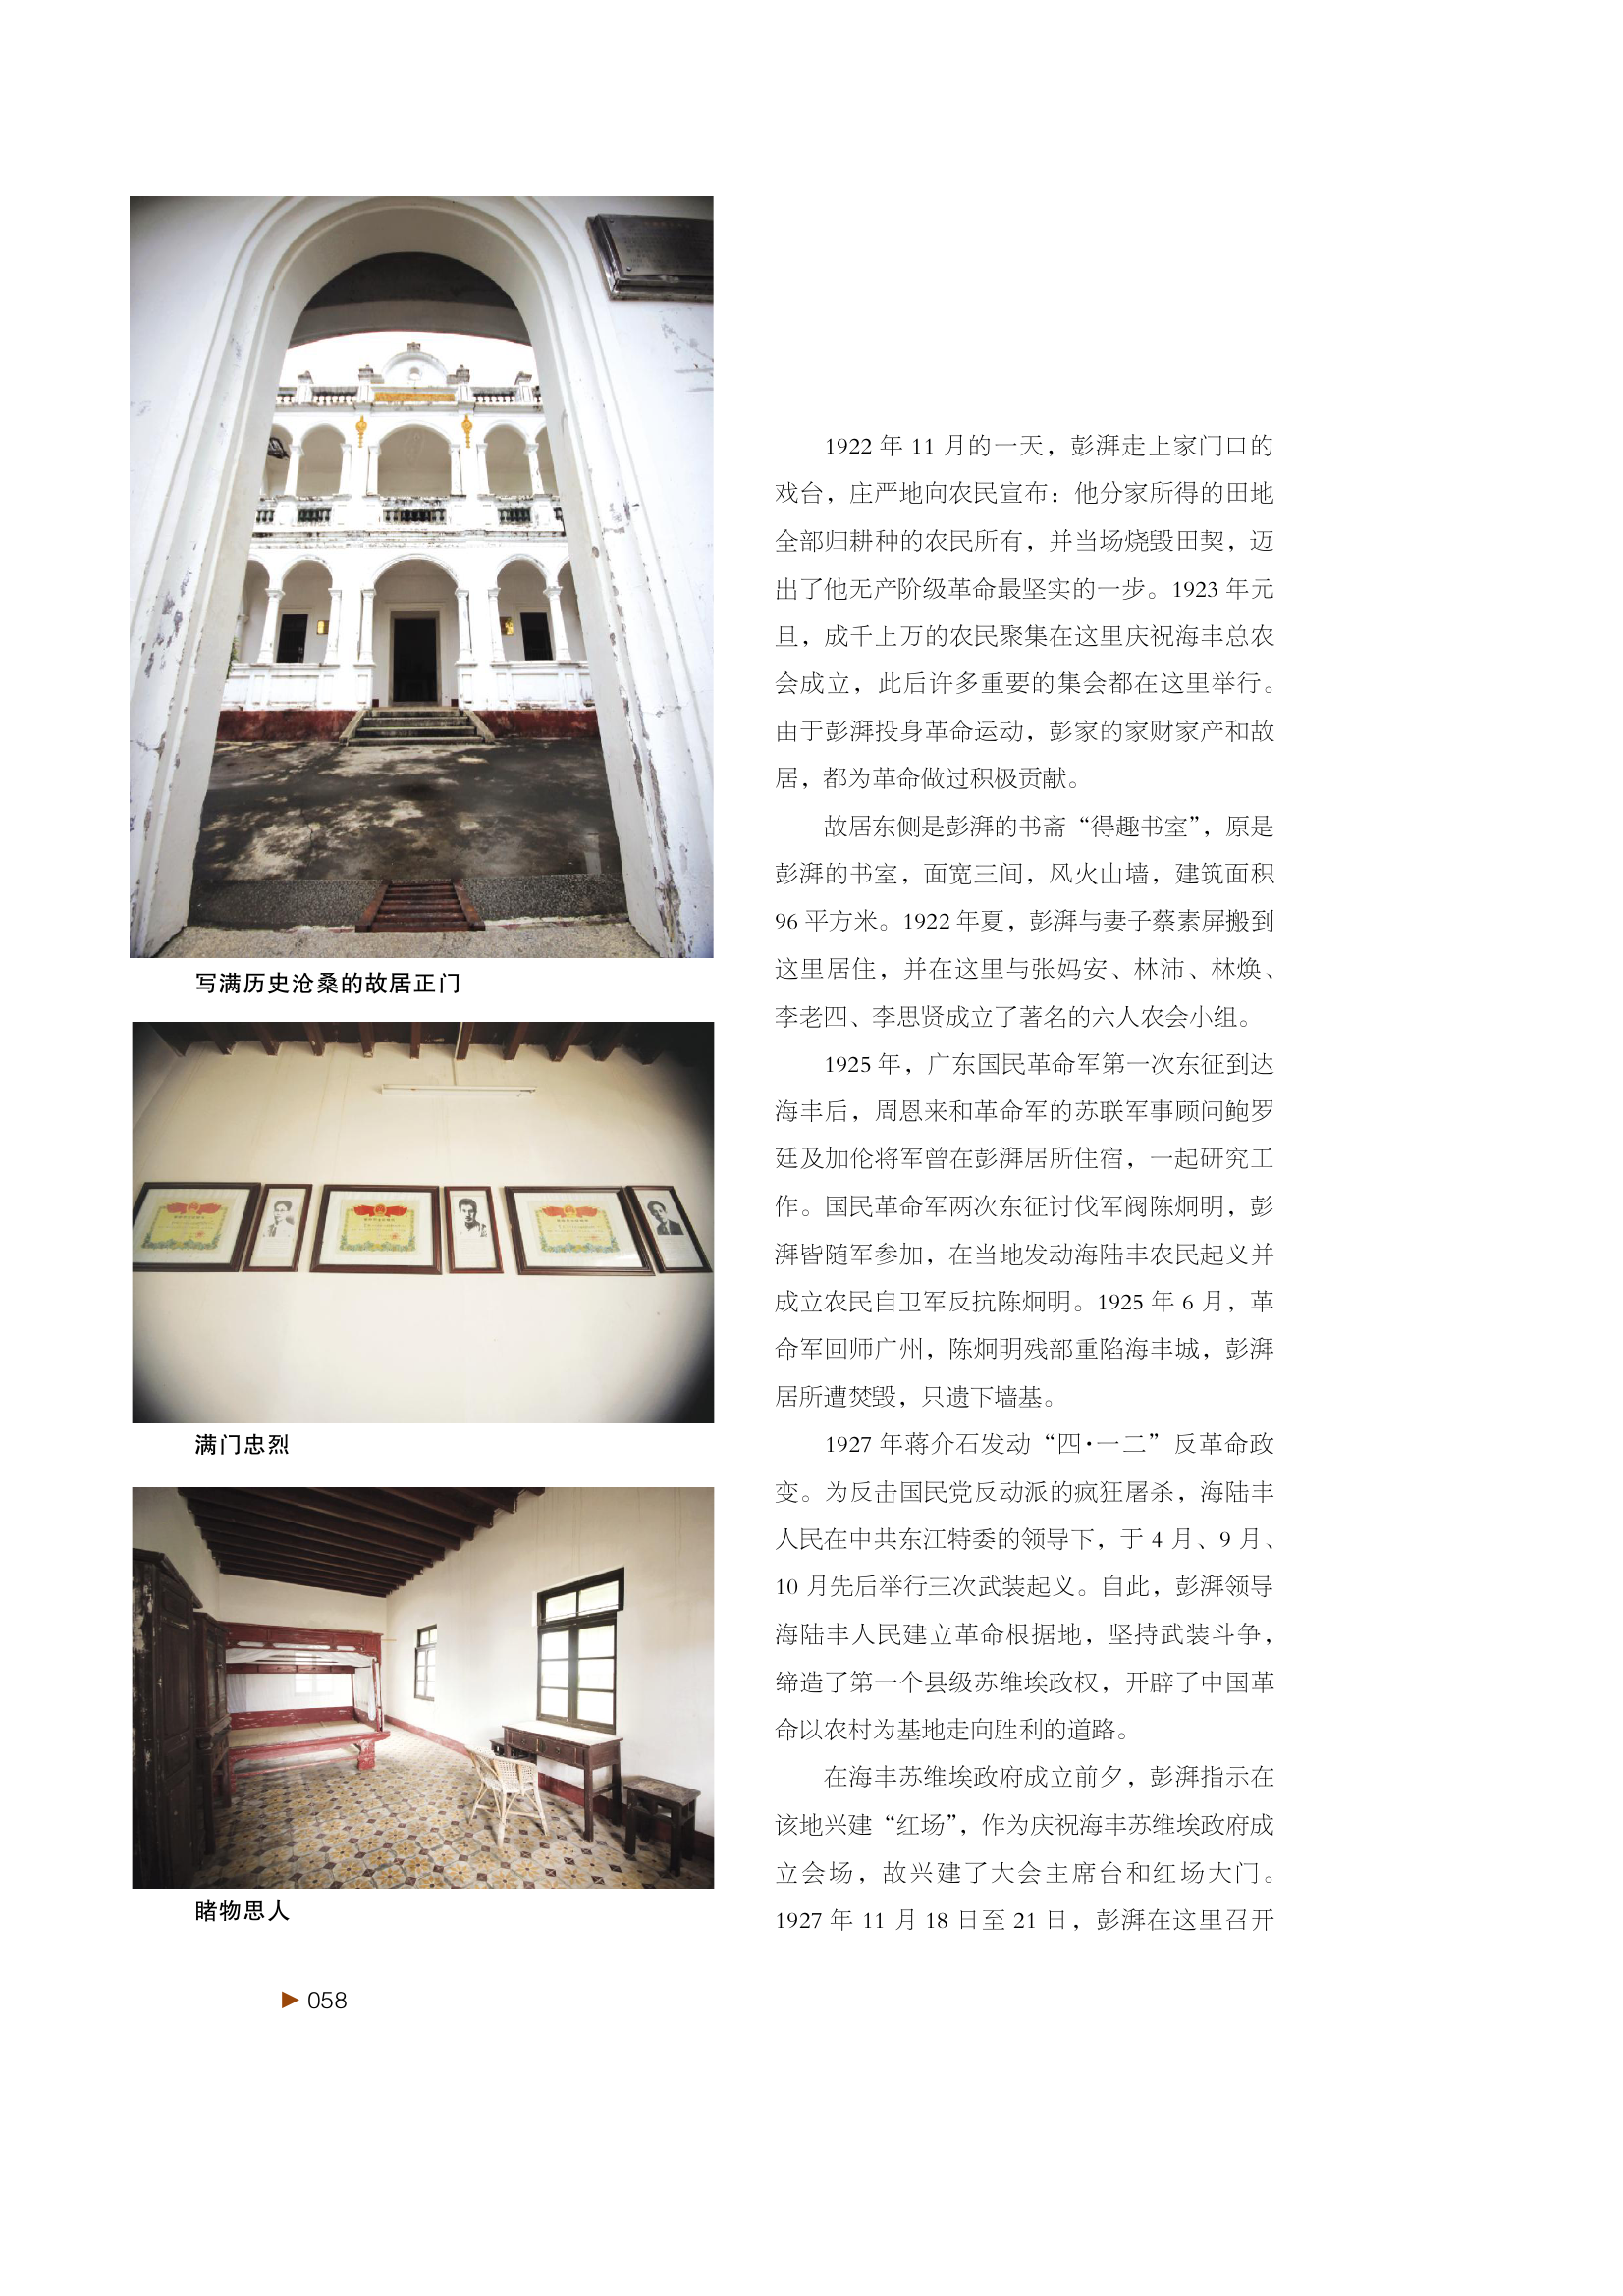 写满历史沧桑的故居正门
满门忠烈
睹物思人
1922 年 11 月的一天，彭湃走上家门口的
戏台，庄严地向农民宣布：他分家所得的田地
全部归耕种的农民所有，并当场烧毁田契，迈
出了他无产阶级革命最坚实的一步。1923 年元
旦，成千上万的农民聚集在这里庆祝海丰总农
会成立，此后许多重要的集会都在这里举行。
由于彭湃投身革命运动，彭家的家财家产和故
居，都为革命做过积极贡献。
故居东侧是彭湃的书斋“得趣书室”，原是
彭湃的书室，面宽三间，风火山墙，建筑面积
96 平方米。1922 年夏，彭湃与妻子蔡素屏搬到
这里居住，并在这里与张妈安、林沛、林焕、
李老四、李思贤成立了著名的六人农会小组。
1925 年，广东国民革命军第一次东征到达
海丰后，周恩来和革命军的苏联军事顾问鲍罗
廷及加伦将军曾在彭湃居所住宿，一起研究工
作。国民革命军两次东征讨伐军阀陈炯明，彭
湃皆随军参加，在当地发动海陆丰农民起义并
成立农民自卫军反抗陈炯明。1925 年 6 月，革
命军回师广州，陈炯明残部重陷海丰城，彭湃
居所遭焚毁，只遗下墙基。
1927 年蒋介石发动“四·一二”反革命政
变。为反击国民党反动派的疯狂屠杀，海陆丰
人民在中共东江特委的领导下，于 4 月、9 月、
10 月先后举行三次武装起义。自此，彭湃领导
海陆丰人民建立革命根据地，坚持武装斗争，
缔造了第一个县级苏维埃政权，开辟了中国革
命以农村为基地走向胜利的道路。
在海丰苏维埃政府成立前夕，彭湃指示在
该地兴建“红场”，作为庆祝海丰苏维埃政府成
立会场，故兴建了大会主席台和红场大门。
1927 年 11 月 18 日至 21 日，彭湃在这里召开
▶ 058